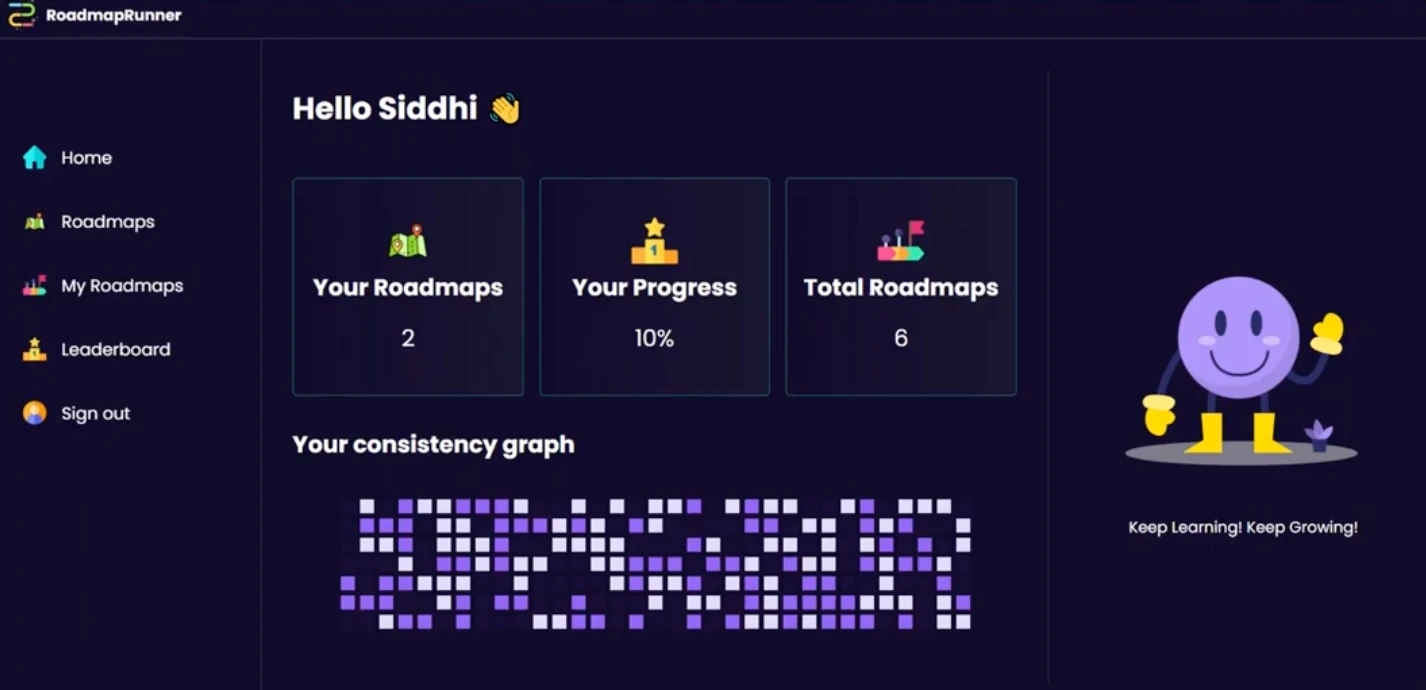 RoadmapRunner
Home
Roadmaps
My Roadmaps
Leaderboard
Sign out
Hello Siddhi 👋
Your Roadmaps
2
Your Progress
10%
Total Roadmaps
6
Your consistency graph
Keep Learning! Keep Growing!